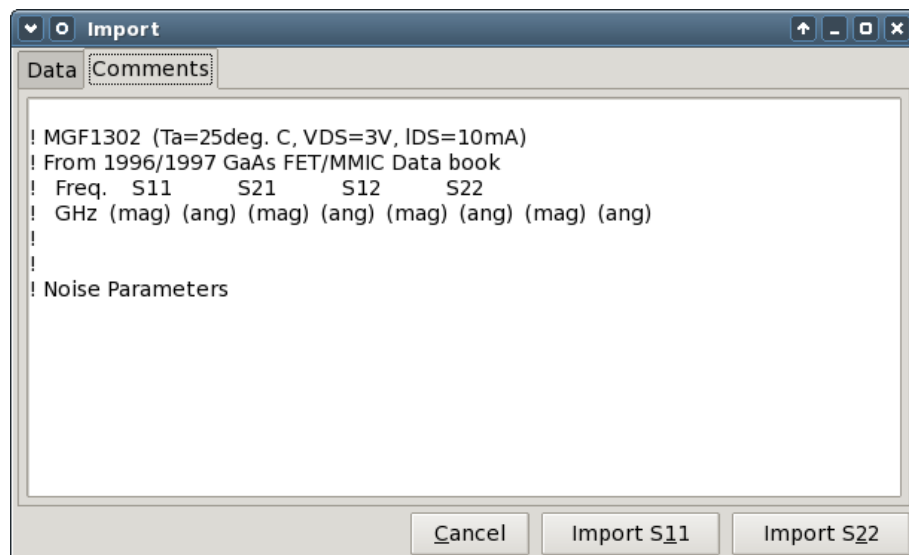 Import
Data Comments
! MGF1302 (Ta=25deg. C, VDS=3V, IDS=10mA)
! From 1996/1997 GaAs FET/MMIC Data book
! Freq. S11 S21 S12 S22
! GHz (mag) (ang) (mag) (ang) (mag) (ang) (mag) (ang)
!
!
! Noise Parameters
Cancel Import S11 Import S22